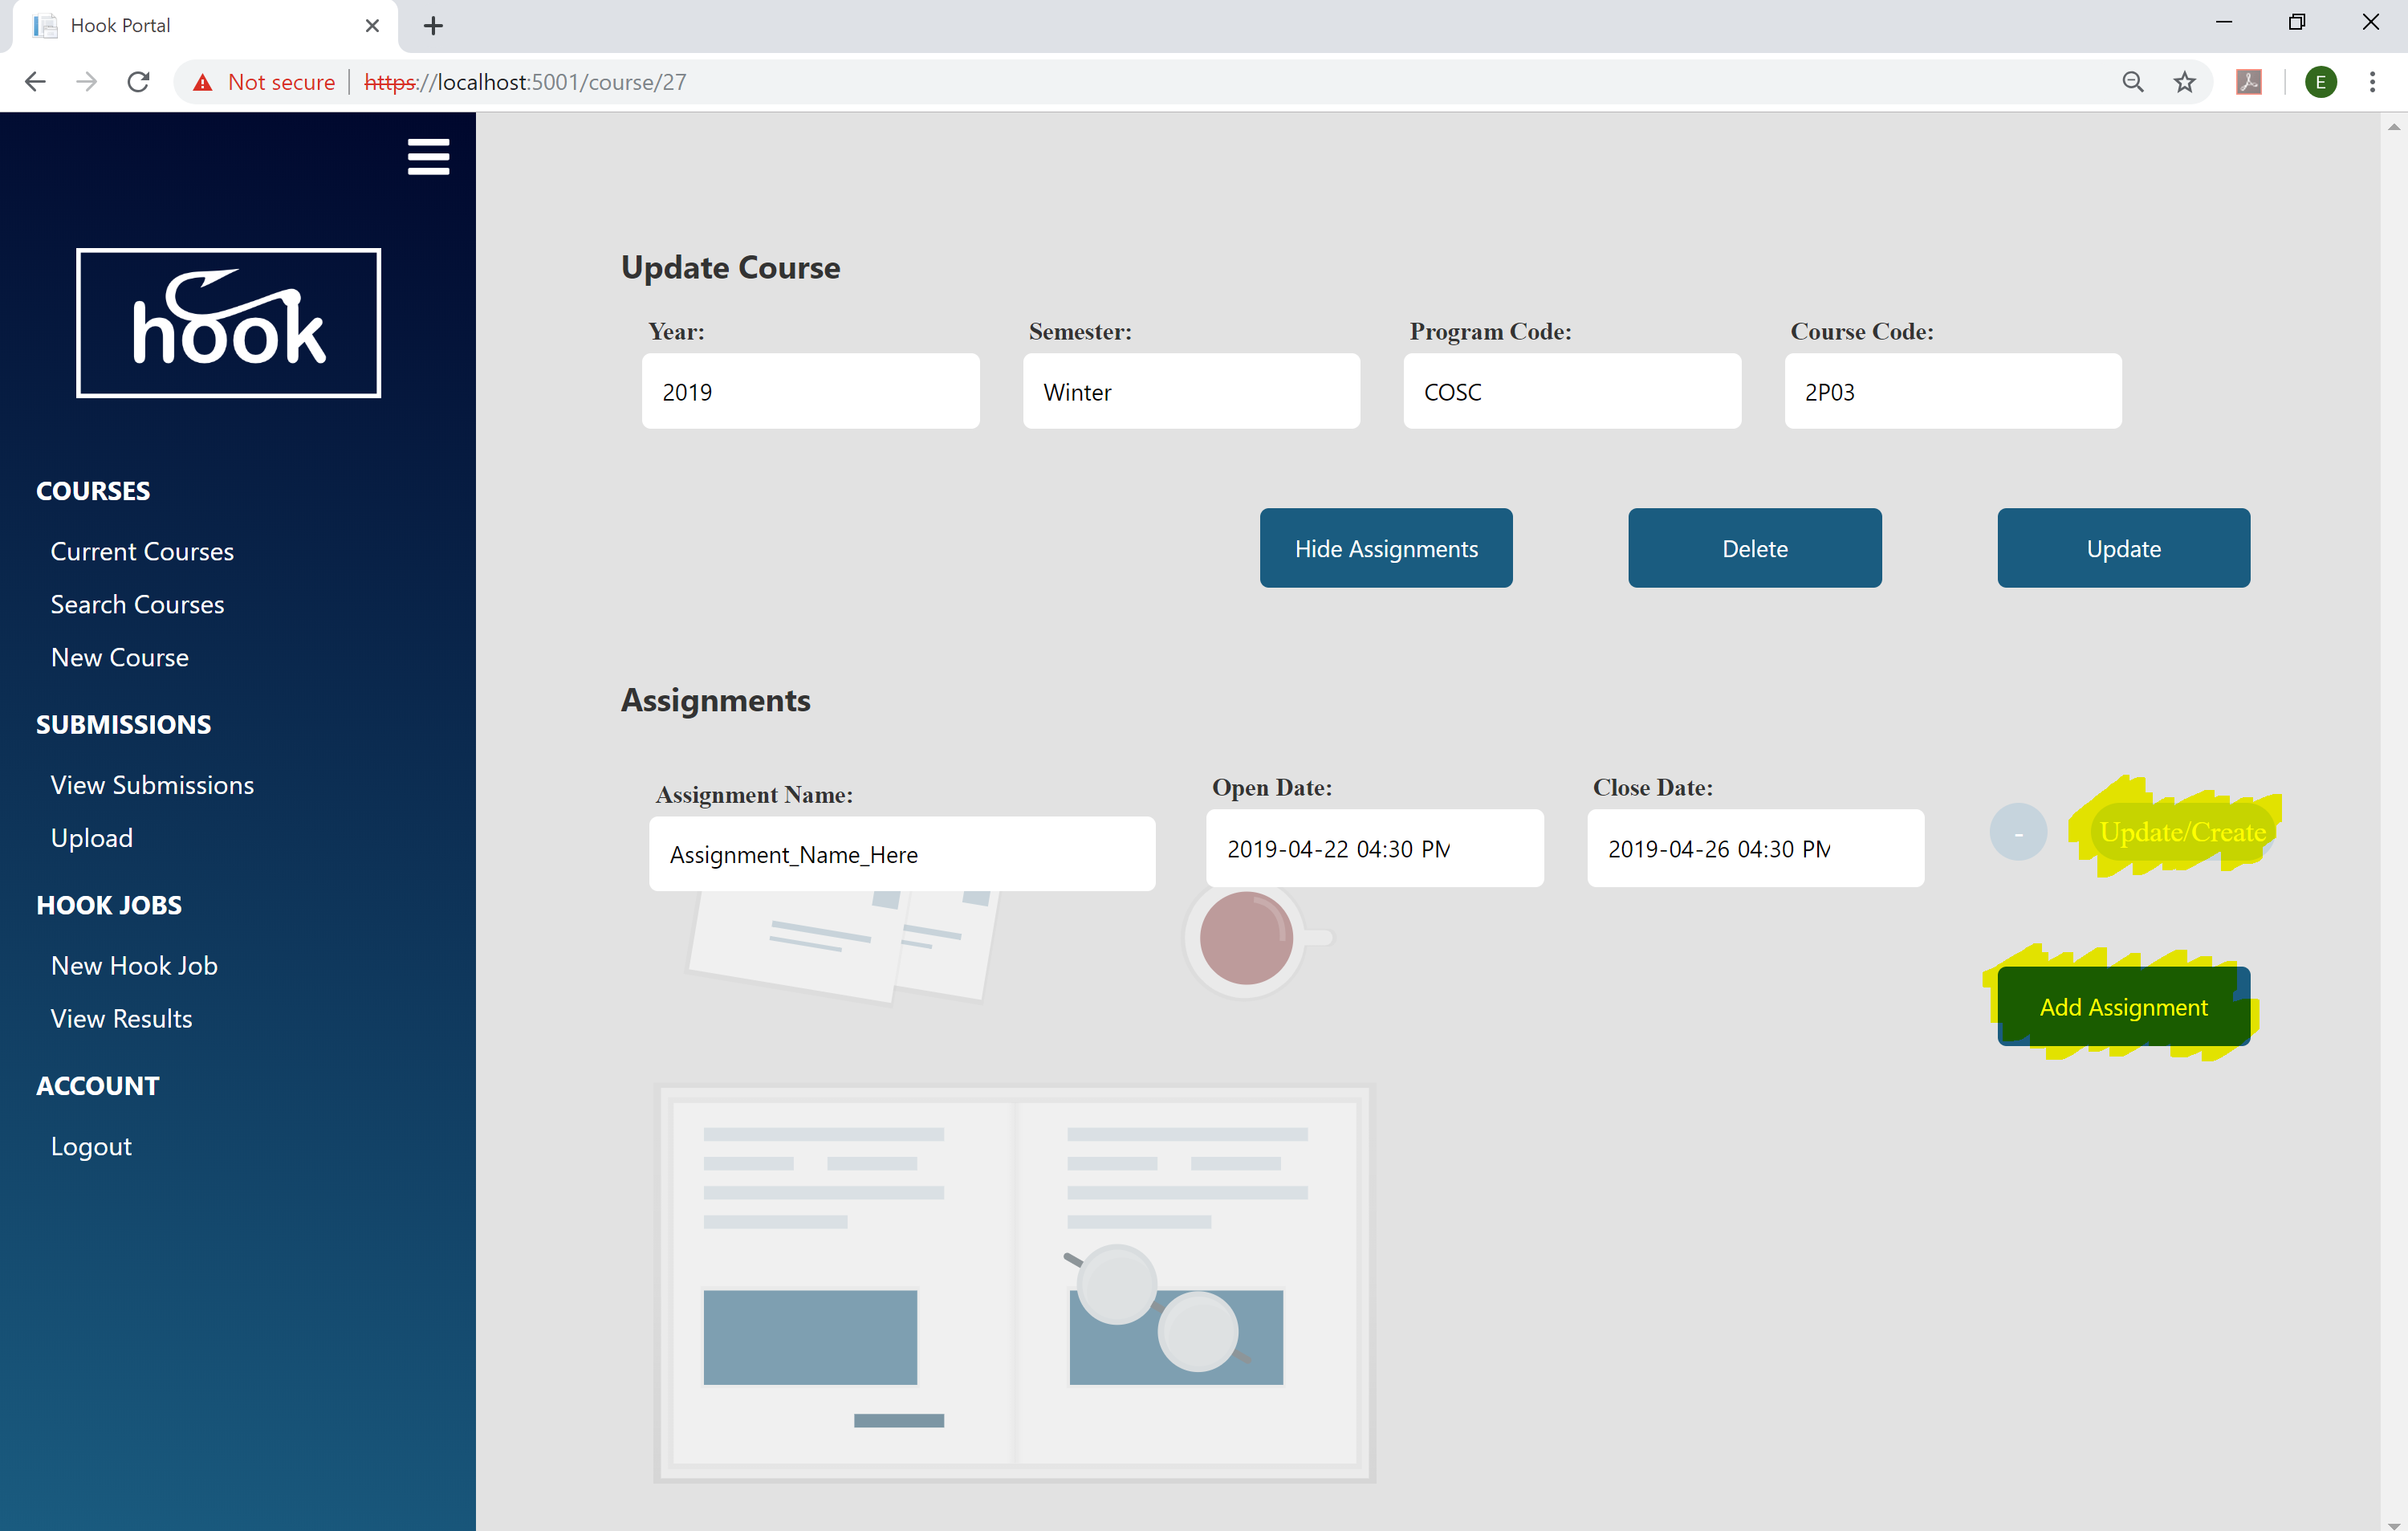 Hook Portal
Not secure https://localhost:5001/course/27
E
hook
COURSES
Current Courses
Search Courses
New Course
SUBMISSIONS
View Submissions
Upload
HOOK JOBS
New Hook Job
View Results
ACCOUNT
Logout
Update Course
Year: Semester: Program Code: Course Code:
2019 Winter COSC 2P03
Hide Assignments Delete Update
Assignments
Assignment Name: Open Date: Close Date:
Assignment_Name_Here 2019-04-22 04:30 PM 2019-04-26 04:30 PM - Update/Create
Add Assignment